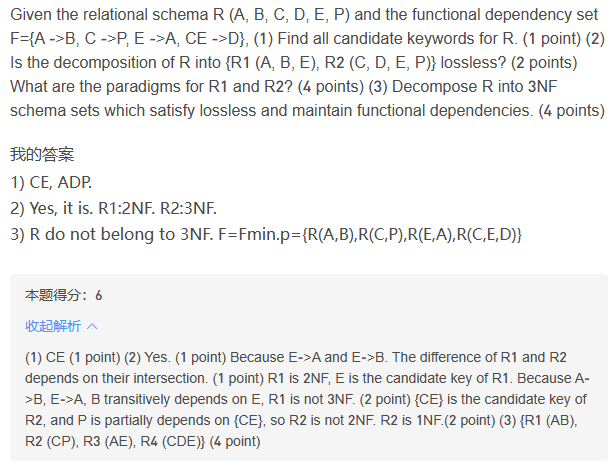 Given the relational schema R (A, B, C, D, E, P) and the functional dependency set
F={A ->B, C ->P, E ->A, CE ->D}, (1) Find all candidate keywords for R. (1 point) (2)
Is the decomposition of R into {R1 (A, B, E), R2 (C, D, E, P)} lossless? (2 points)
What are the paradigms for R1 and R2? (4 points) (3) Decompose R into 3NF
schema sets which satisfy lossless and maintain functional dependencies. (4 points)
我的答案
1) CE, ADP.
2) Yes, it is. R1:2NF. R2:3NF.
3) R do not belong to 3NF. F=Fmin.p={R(A,B),R(C,P),R(E,A),R(C,E,D)}
本题得分：6
收起解析
(1) CE (1 point) (2) Yes. (1 point) Because E->A and E->B. The difference of R1 and R2
depends on their intersection. (1 point) R1 is 2NF, E is the candidate key of R1. Because A-
>B, E->A, B transitively depends on E, R1 is not 3NF. (2 point) {CE} is the candidate key of
R2, and P is partially depends on {CE}, so R2 is not 2NF. R2 is 1NF.(2 point) (3) {R1 (AB),
R2 (CP), R3 (AE), R4 (CDE)} (4 point)